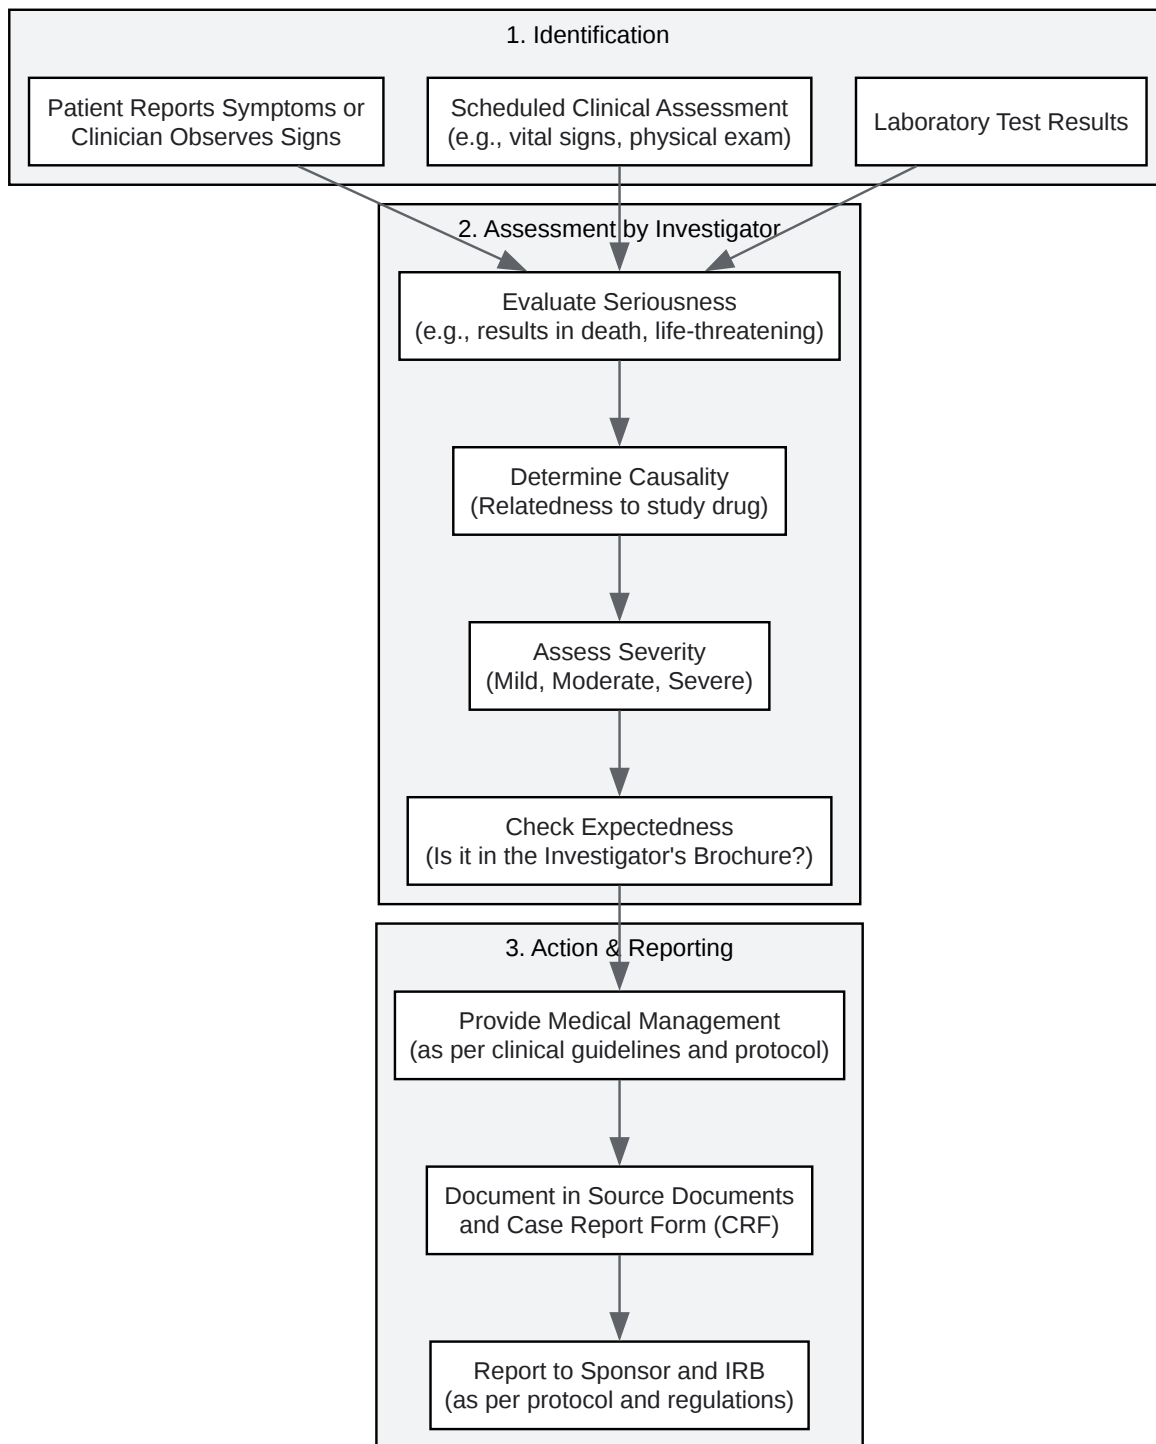 1. Identification
Patient Reports Symptoms or
Clinician Observes Signs
Scheduled Clinical Assessment
(e.g., vital signs, physical exam)
Laboratory Test Results
2. Assessment by Investigator
Evaluate Seriousness
(e.g., results in death, life-threatening)
Determine Causality
(Relatedness to study drug)
Assess Severity
(Mild, Moderate, Severe)
Check Expectedness
(Is it in the Investigator's Brochure?)
3. Action & Reporting
Provide Medical Management
(as per clinical guidelines and protocol)
Document in Source Documents
and Case Report Form (CRF)
Report to Sponsor and IRB
(as per protocol and regulations)